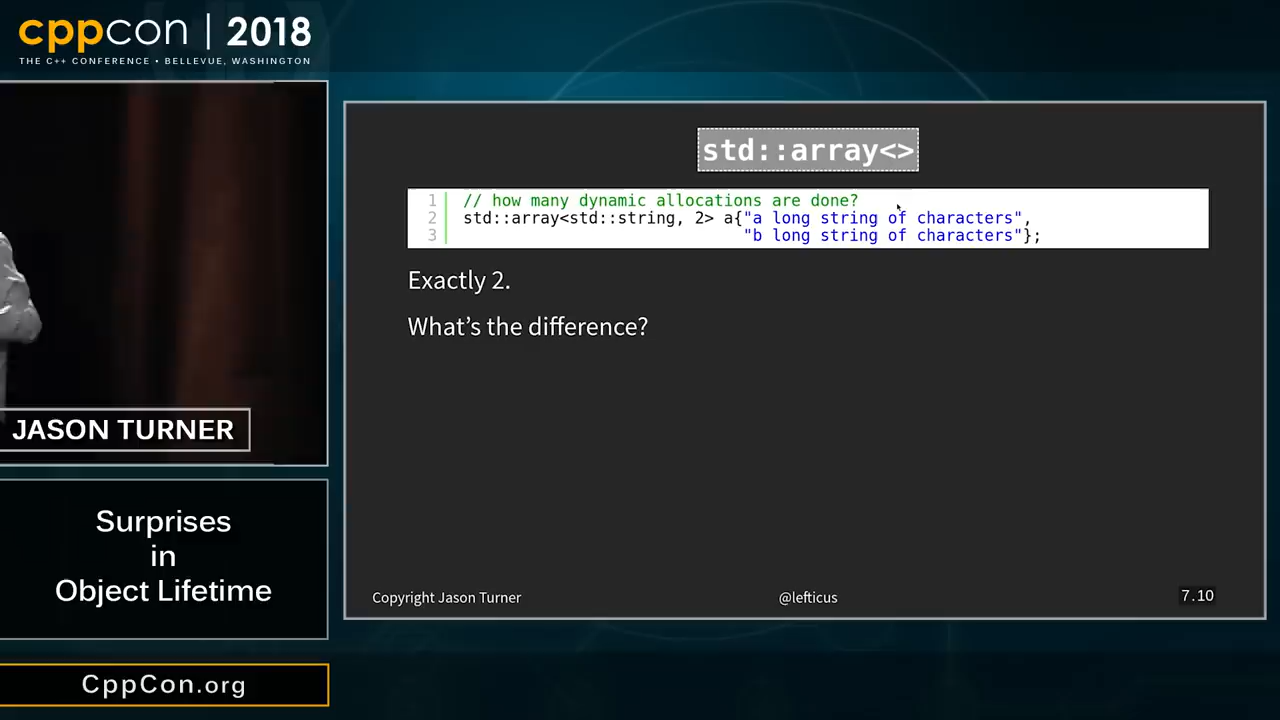 cppcon | 2018
THE C++ CONFERENCE • BELLEVUE, WASHINGTON
JASON TURNER
Surprises
in
Object Lifetime
CppCon.org
std::array<>
1 // how many dynamic allocations are done?
2 std::array<std::string, 2> a{"a long string of characters",
3 "b long string of characters"};
Exactly 2.
What's the difference?
Copyright Jason Turner
@lefticus
7.10